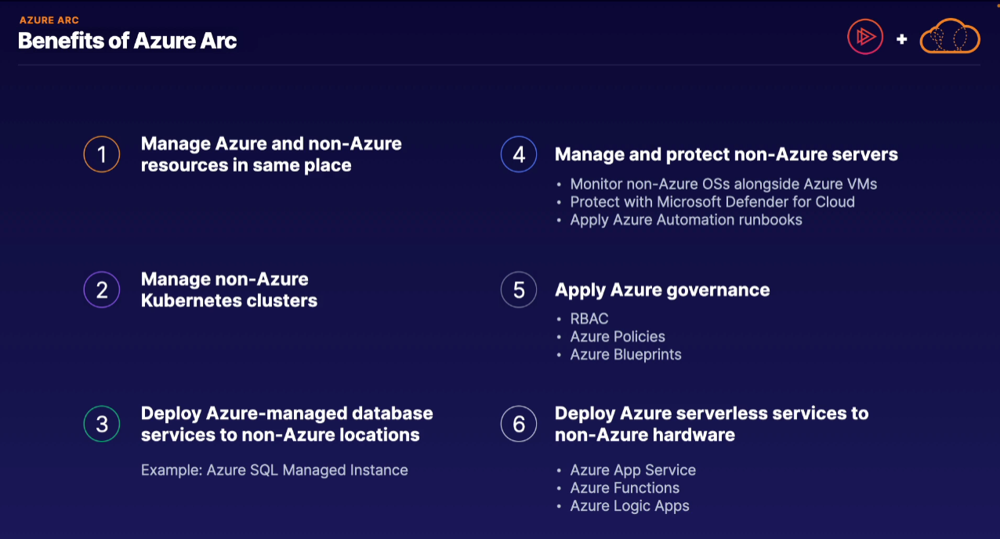 AZURE ARC
Benefits of Azure Arc
+
1
Manage Azure and non-Azure
resources in same place
2
Manage non-Azure
Kubernetes clusters
3
Deploy Azure-managed database
services to non-Azure locations
Example: Azure SQL Managed Instance
4
Manage and protect non-Azure servers
• Monitor non-Azure OSs alongside Azure VMs
• Protect with Microsoft Defender for Cloud
• Apply Azure Automation runbooks
5
Apply Azure governance
• RBAC
• Azure Policies
• Azure Blueprints
6
Deploy Azure serverless services to
non-Azure hardware
• Azure App Service
• Azure Functions
• Azure Logic Apps